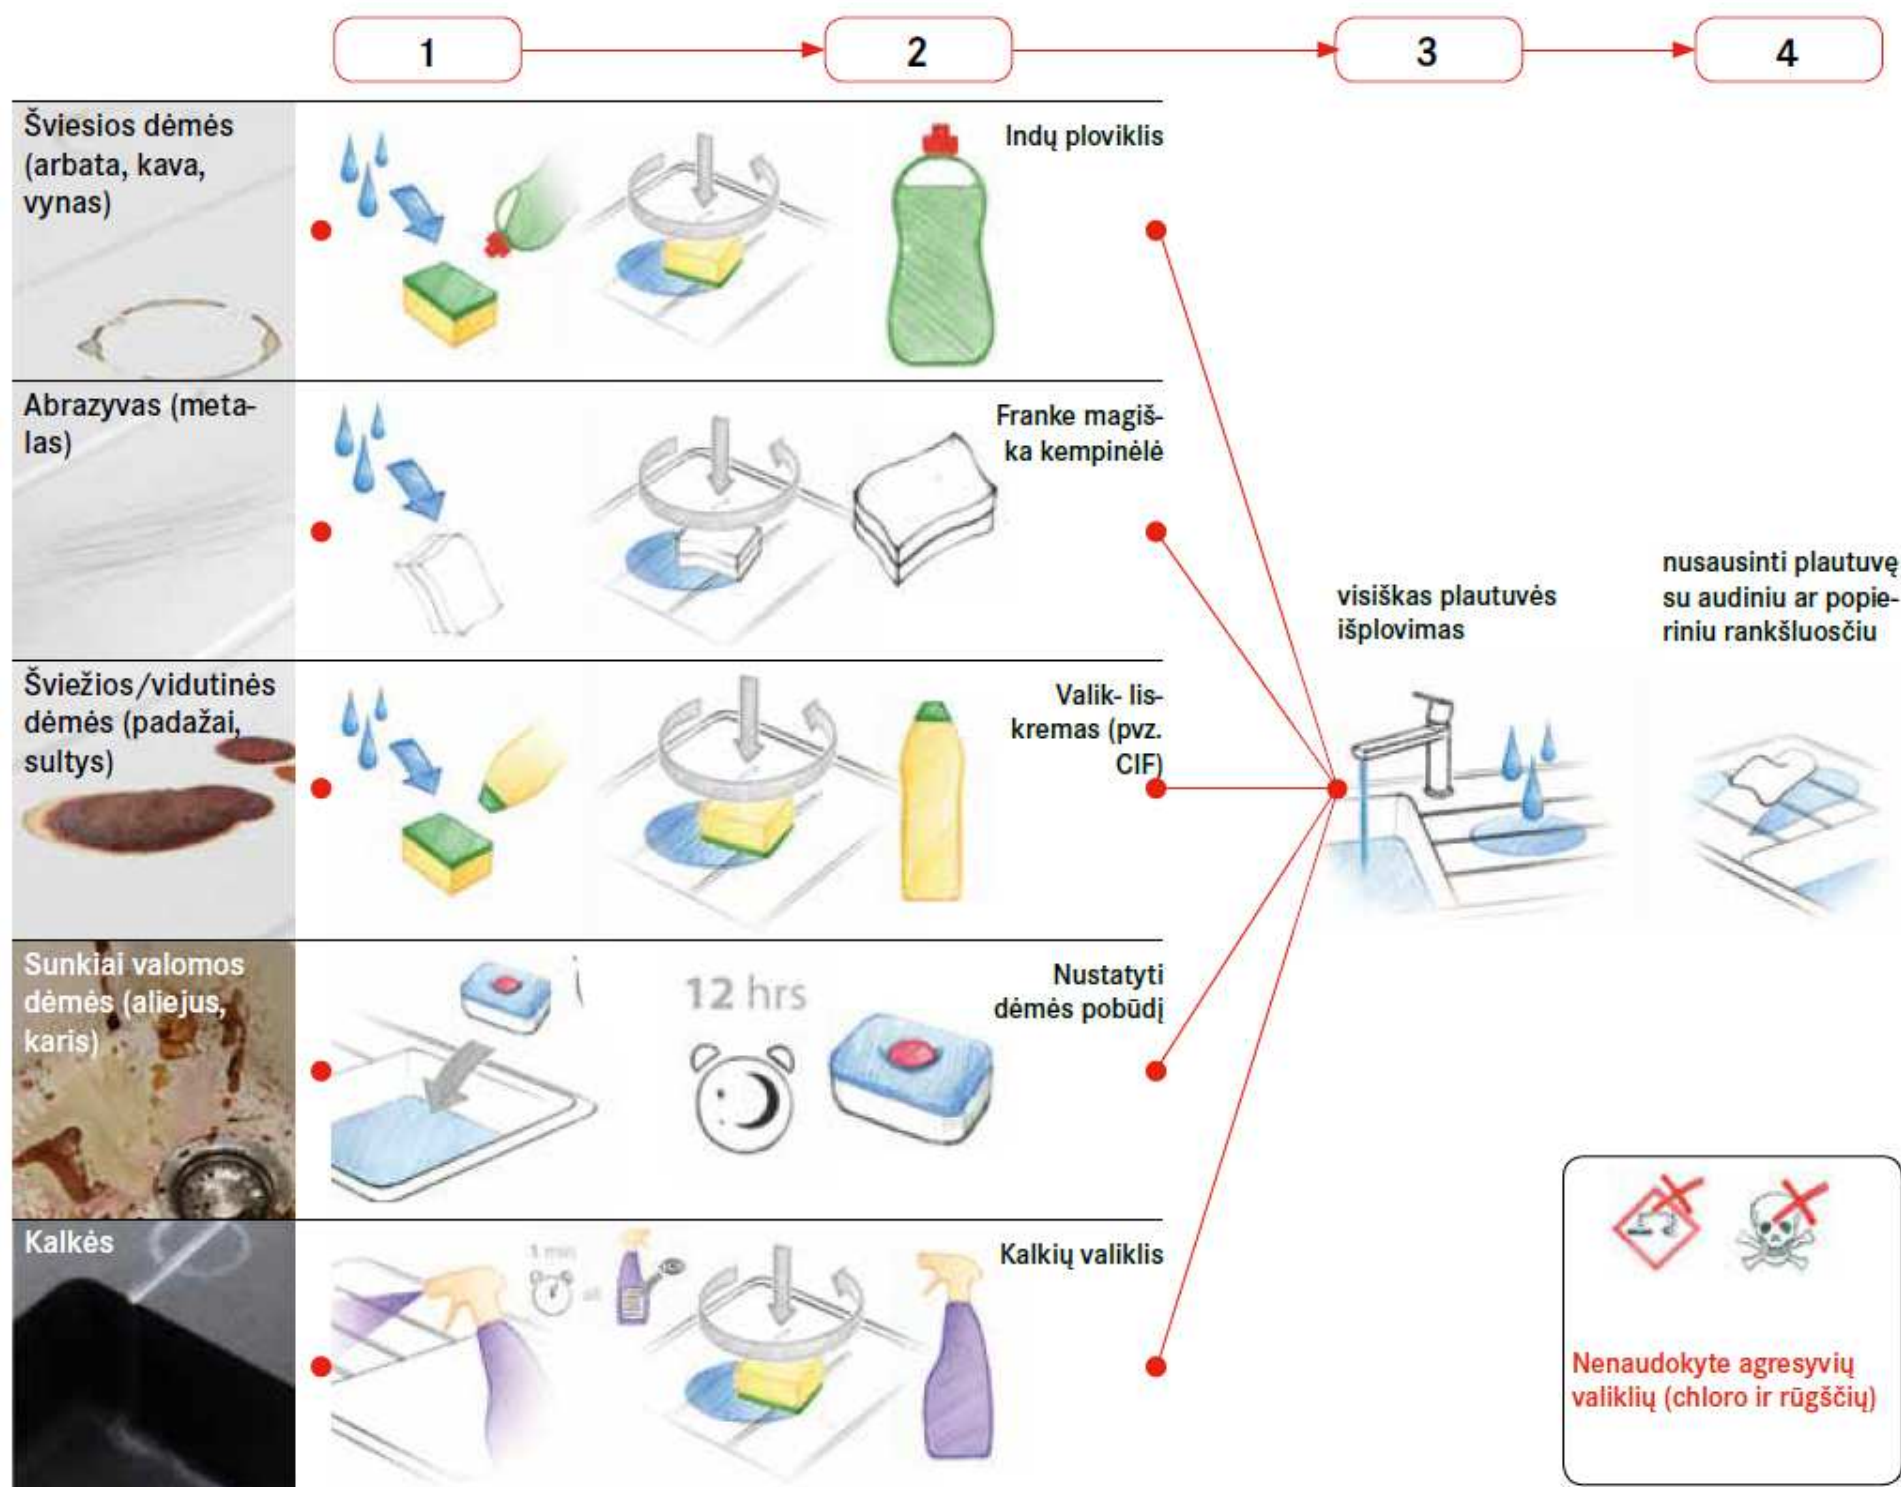 1
2
3
4
Šviesios dėmės
(arbata, kava,
vynas)
Indų ploviklis
Abrazyvas (meta-
las)
Franke magiš-
ka kempinėlė
Šviežios/vidutinės
dėmės (padažai,
sultys)
Valik- lis-
kremas (pvz.
CIF)
Sunkiai valomos
dėmės (aliejus,
karis)
12 hrs
Nustatyti
dėmės pobūdį
Kalkės
1 min
Kalkių valiklis
visiškas plautuvės
išplovimas
nusausinti plautuvę
su audiniu ar popie-
riniu rankšluosčiu
Nenaudokyte agresyvių
valiklių (chloro ir rūgščių)